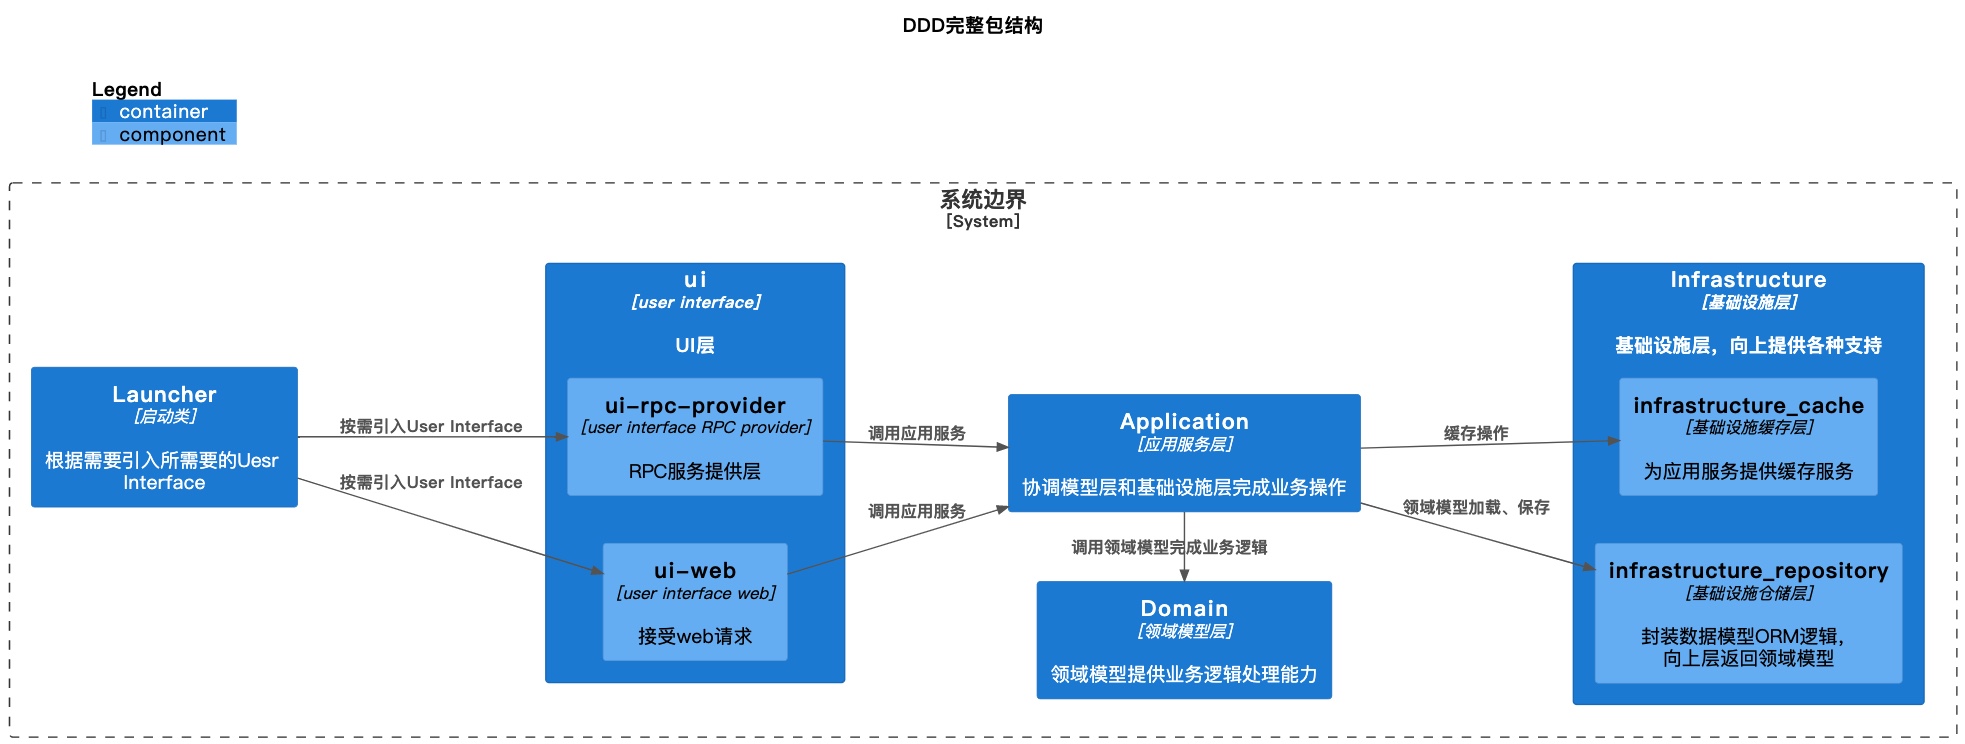 DDD完整包结构
Legend
container
component
系统边界
[System]
Launcher
[启动类]
根据需要引入所需要的Uesr
Interface
按需引入User Interface
按需引入User Interface
ui
[user interface]
UI层
ui-rpc-provider
[user interface RPC provider]
RPC服务提供层
ui-web
[user interface web]
接受web请求
调用应用服务
调用应用服务
Application
[应用服务层]
协调模型层和基础设施层完成业务操作
调用领域模型完成业务逻辑
Domain
[领域模型层]
领域模型提供业务逻辑处理能力
缓存操作
领域模型加载、保存
Infrastructure
[基础设施层]
基础设施层，向上提供各种支持
infrastructure_cache
[基础设施缓存层]
为应用服务提供缓存服务
infrastructure_repository
[基础设施仓储层]
封装数据模型ORM逻辑，
向上层返回领域模型